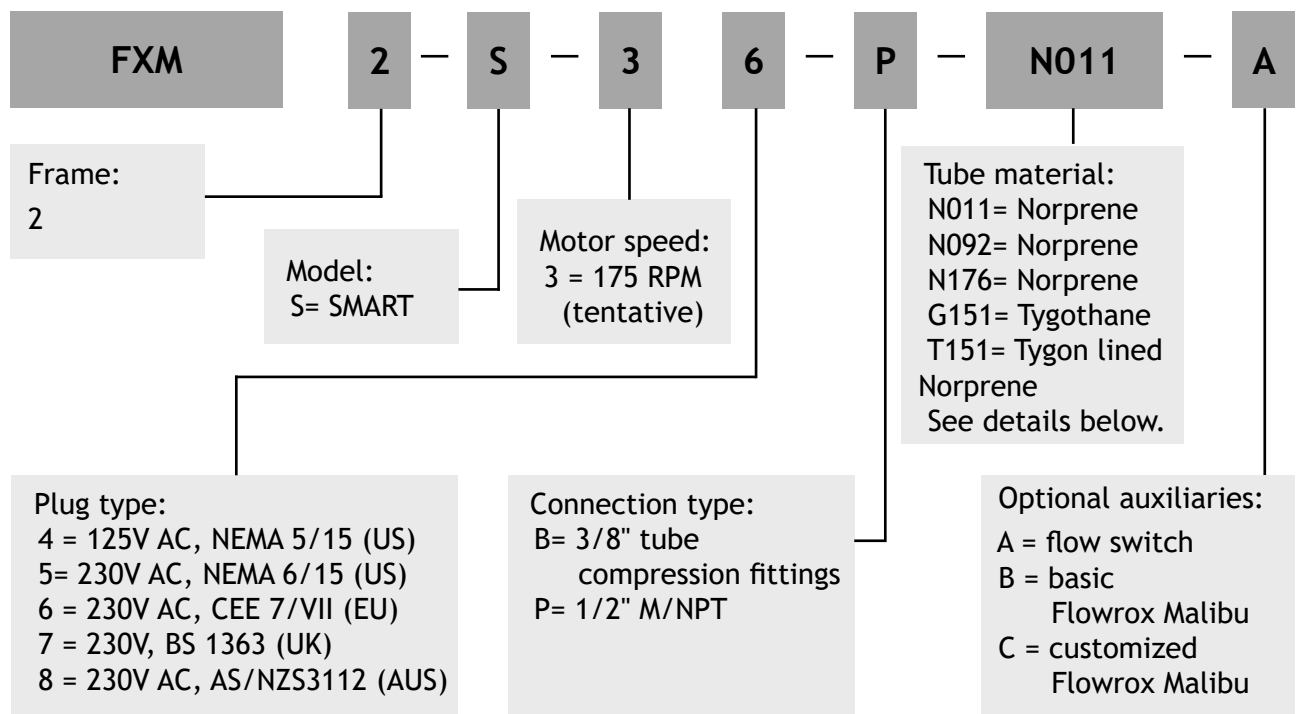 FXM 2 — S — 3 6 — P — N011 — A
Frame:
2
Model:
S= SMART
Motor speed:
3 = 175 RPM
(tentative)
Tube material:
N011= Norprene
N092= Norprene
N176= Norprene
G151= Tygothane
T151= Tygon lined
Norprene
See details below.
Plug type:
4 = 125V AC, NEMA 5/15 (US)
5= 230V AC, NEMA 6/15 (US)
6 = 230V AC, CEE 7/VII (EU)
7 = 230V, BS 1363 (UK)
8 = 230V AC, AS/NZS3112 (AUS)
Connection type:
B= 3/8" tube
compression fittings
P= 1/2" M/NPT
Optional auxiliaries:
A = flow switch
B = basic
Flowrox Malibu
C = customized
Flowrox Malibu